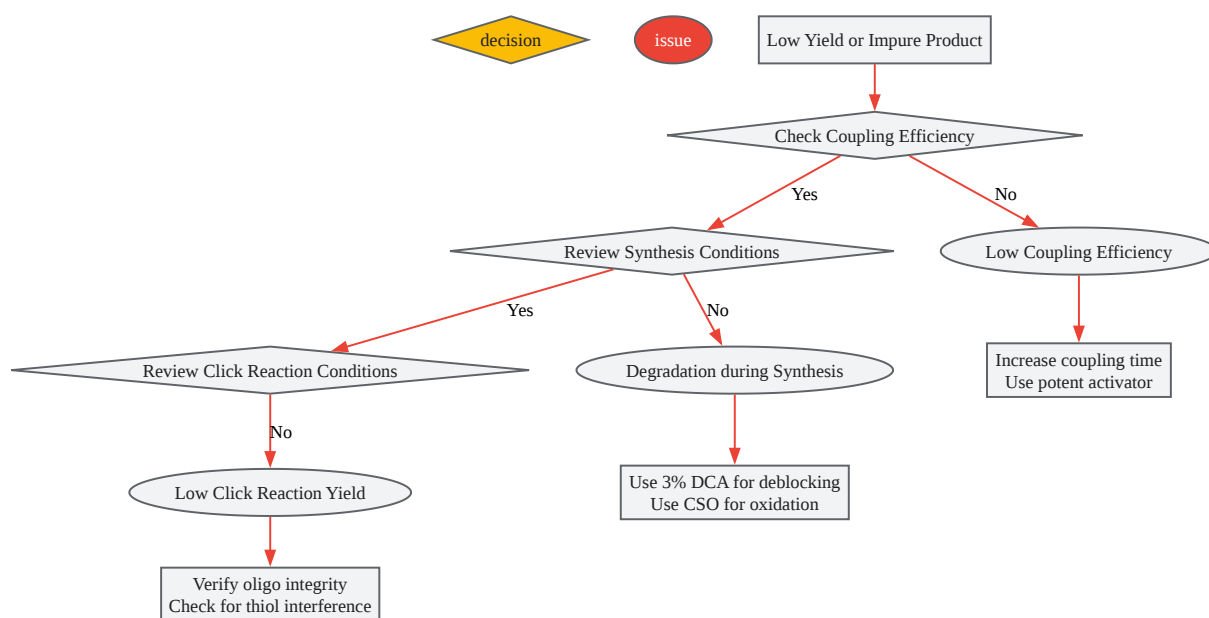 decision
issue
Low Yield or Impure Product
Check Coupling Efficiency
Yes
No
Review Synthesis Conditions
Low Coupling Efficiency
Yes
No
Increase coupling time
Use potent activator
Review Click Reaction Conditions
Degradation during Synthesis
No
Use 3% DCA for deblocking
Use CSO for oxidation
Low Click Reaction Yield
Verify oligo integrity
Check for thiol interference